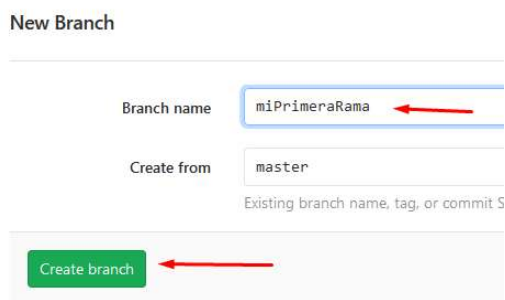 New Branch
Branch name
miPrimeraRama
Create from
master
Existing branch name, tag, or commit S
Create branch